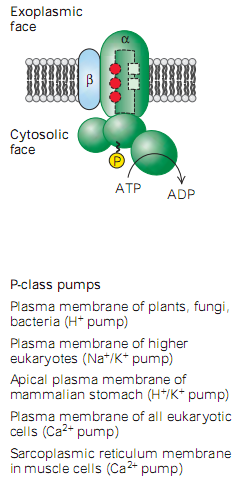 Exoplasmic
face
α
β
Cytosolic
face
P
ATP
ADP
P-class pumps
Plasma membrane of plants, fungi,
bacteria (H⁺ pump)
Plasma membrane of higher
eukaryotes (Na⁺/K⁺ pump)
Apical plasma membrane of
mammalian stomach (H⁺/K⁺ pump)
Plasma membrane of all eukaryotic
cells (Ca²⁺ pump)
Sarcoplasmic reticulum membrane
in muscle cells (Ca²⁺ pump)